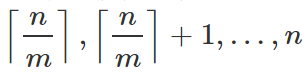 ⌈n/m⌉, ⌈n/m⌉ + 1, …, n